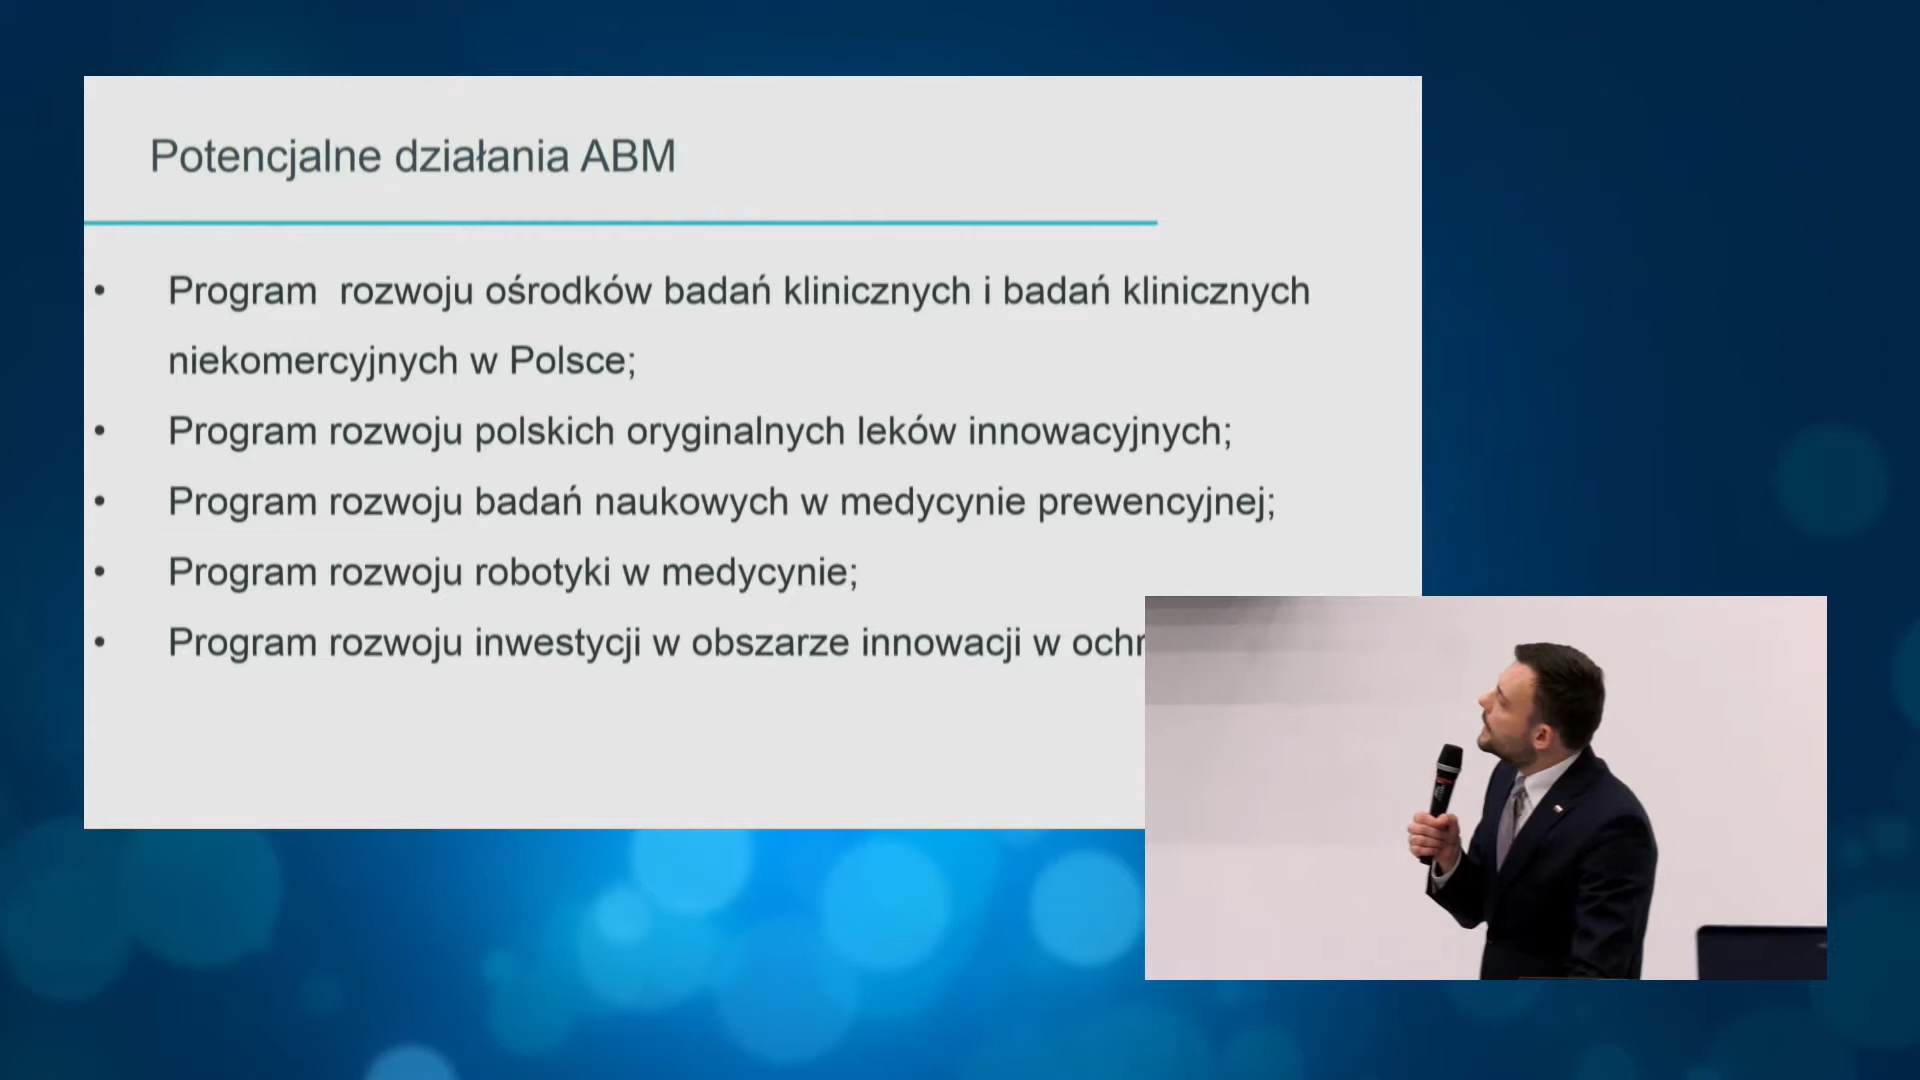 Potencjalne działania ABM
• Program  rozwoju ośrodków badań klinicznych i badań klinicznych
niekomercyjnych w Polsce;
• Program rozwoju polskich oryginalnych leków innowacyjnych;
• Program rozwoju badań naukowych w medycynie prewencyjnej;
• Program rozwoju robotyki w medycynie;
• Program rozwoju inwestycji w obszarze innowacji w